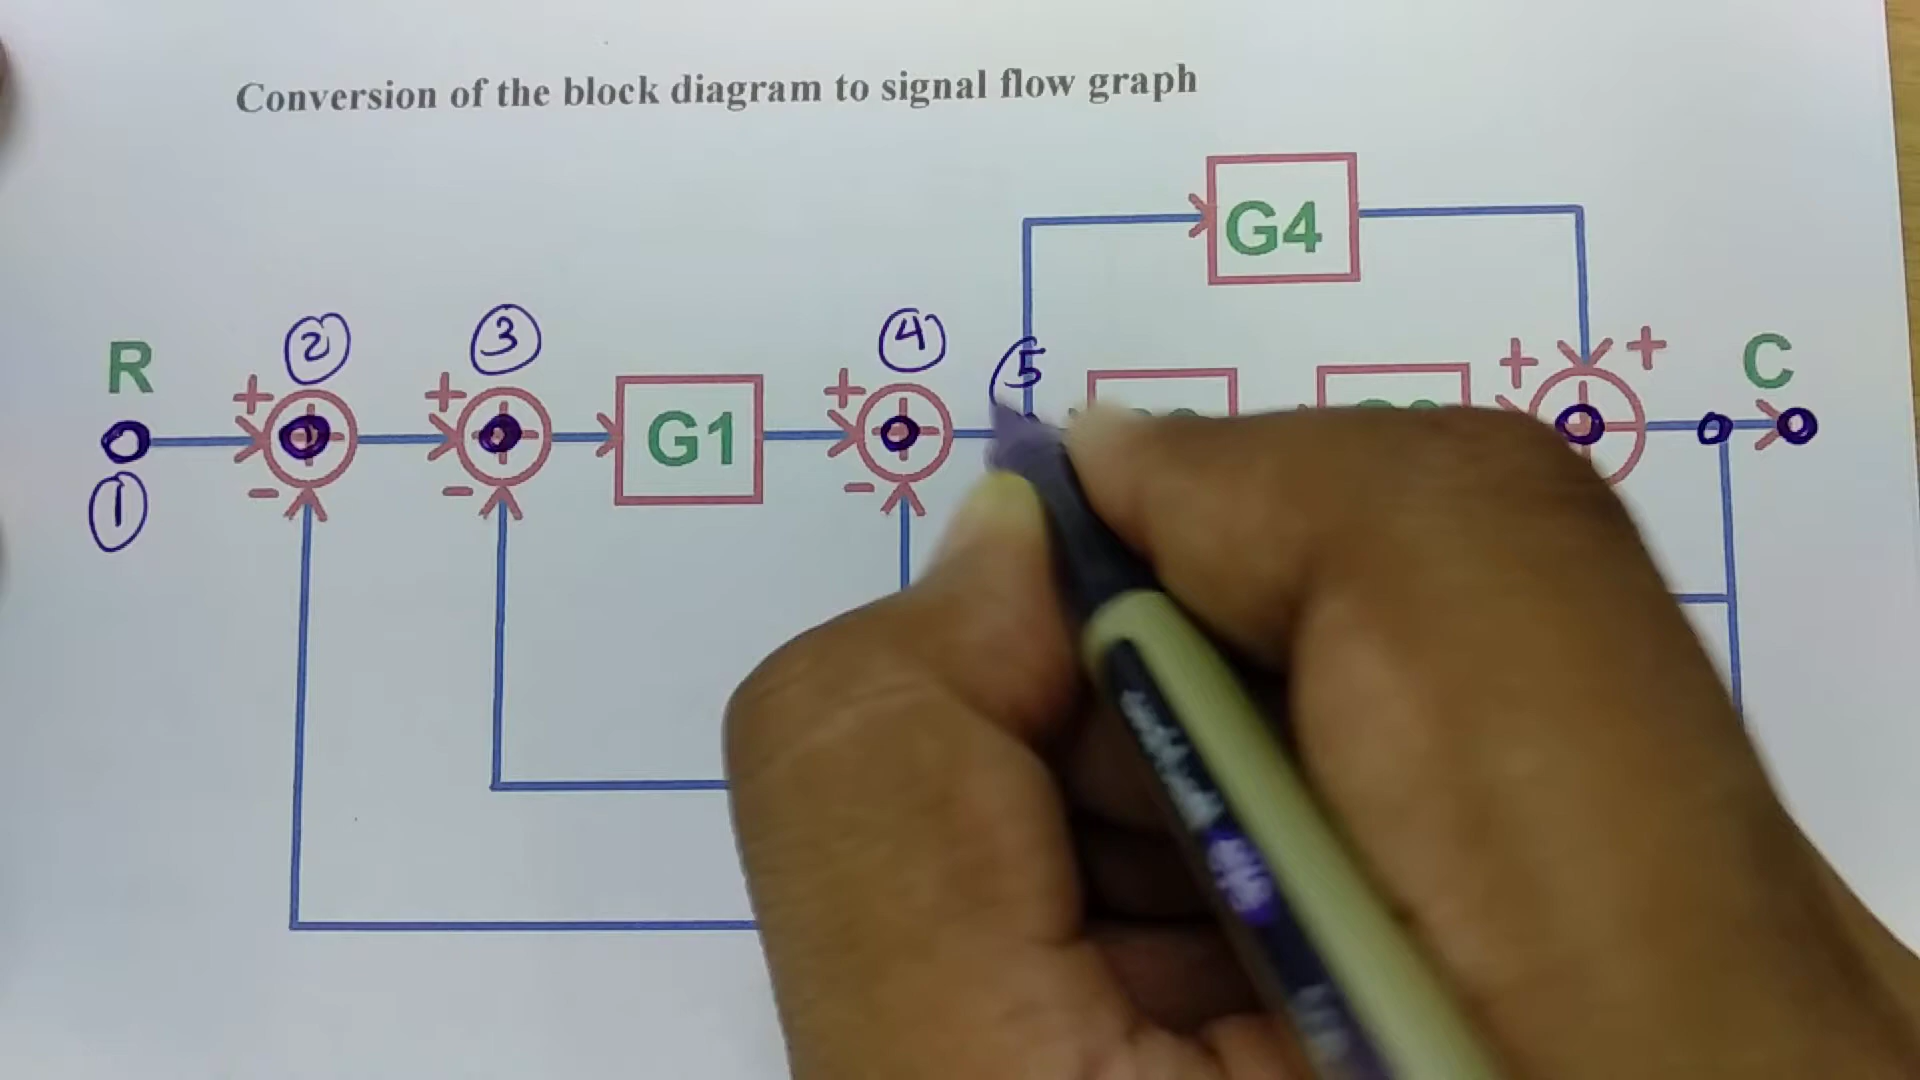 Conversion of the block diagram to signal flow graph
G4
R + 2 + 3 + 4 5 + + C
G1
- - -
1